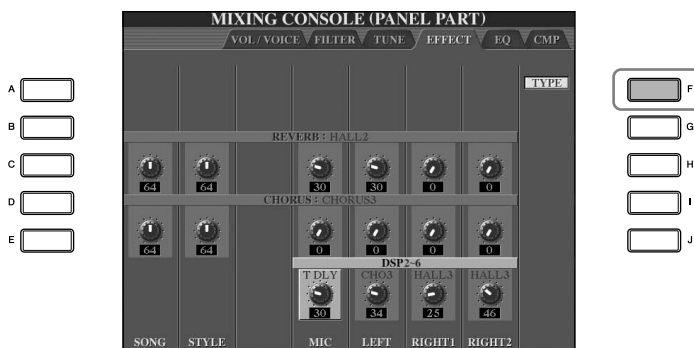 MIXING CONSOLE (PANEL PART)
VOL / VOICE FILTER TUNE EFFECT EQ CMP
A F
TYPE
B G
REVERB : HALL2
C H
64 64 30 30 0 0
CHORUS : CHORUS3
D I
E J
64 64 0 0 0 0
DSP2~6
T DLY CHO3 HALL3 HALL3
30 34 25 46
SONG STYLE MIC LEFT RIGHT1 RIGHT2